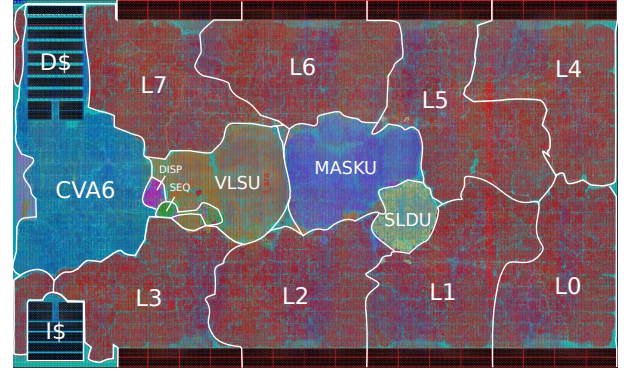 D$
L7
L6
L5
L4
CVA6
DISP
SEQ
VLSU
MASKU
SLDU
I$
L3
L2
L1
L0